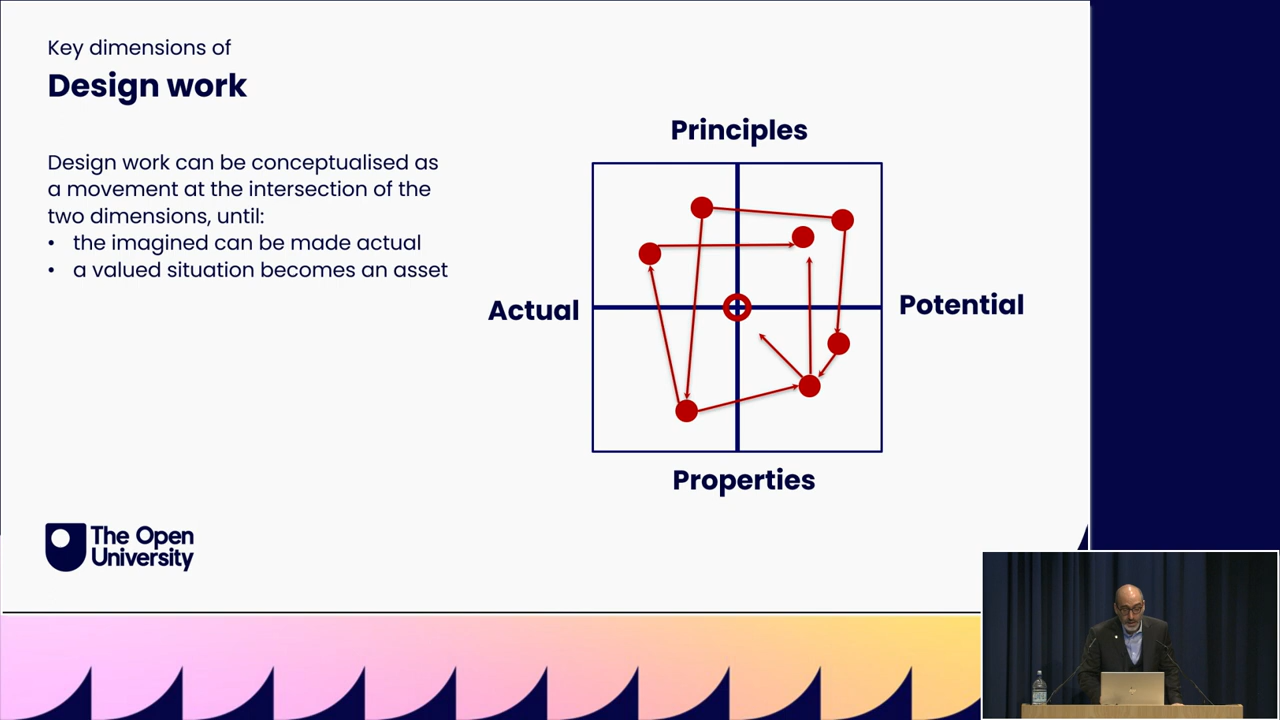 Key dimensions of
Design work
Design work can be conceptualised as
a movement at the intersection of the
two dimensions, until:
• the imagined can be made actual
• a valued situation becomes an asset
Principles
Actual
Potential
Properties
The Open
University